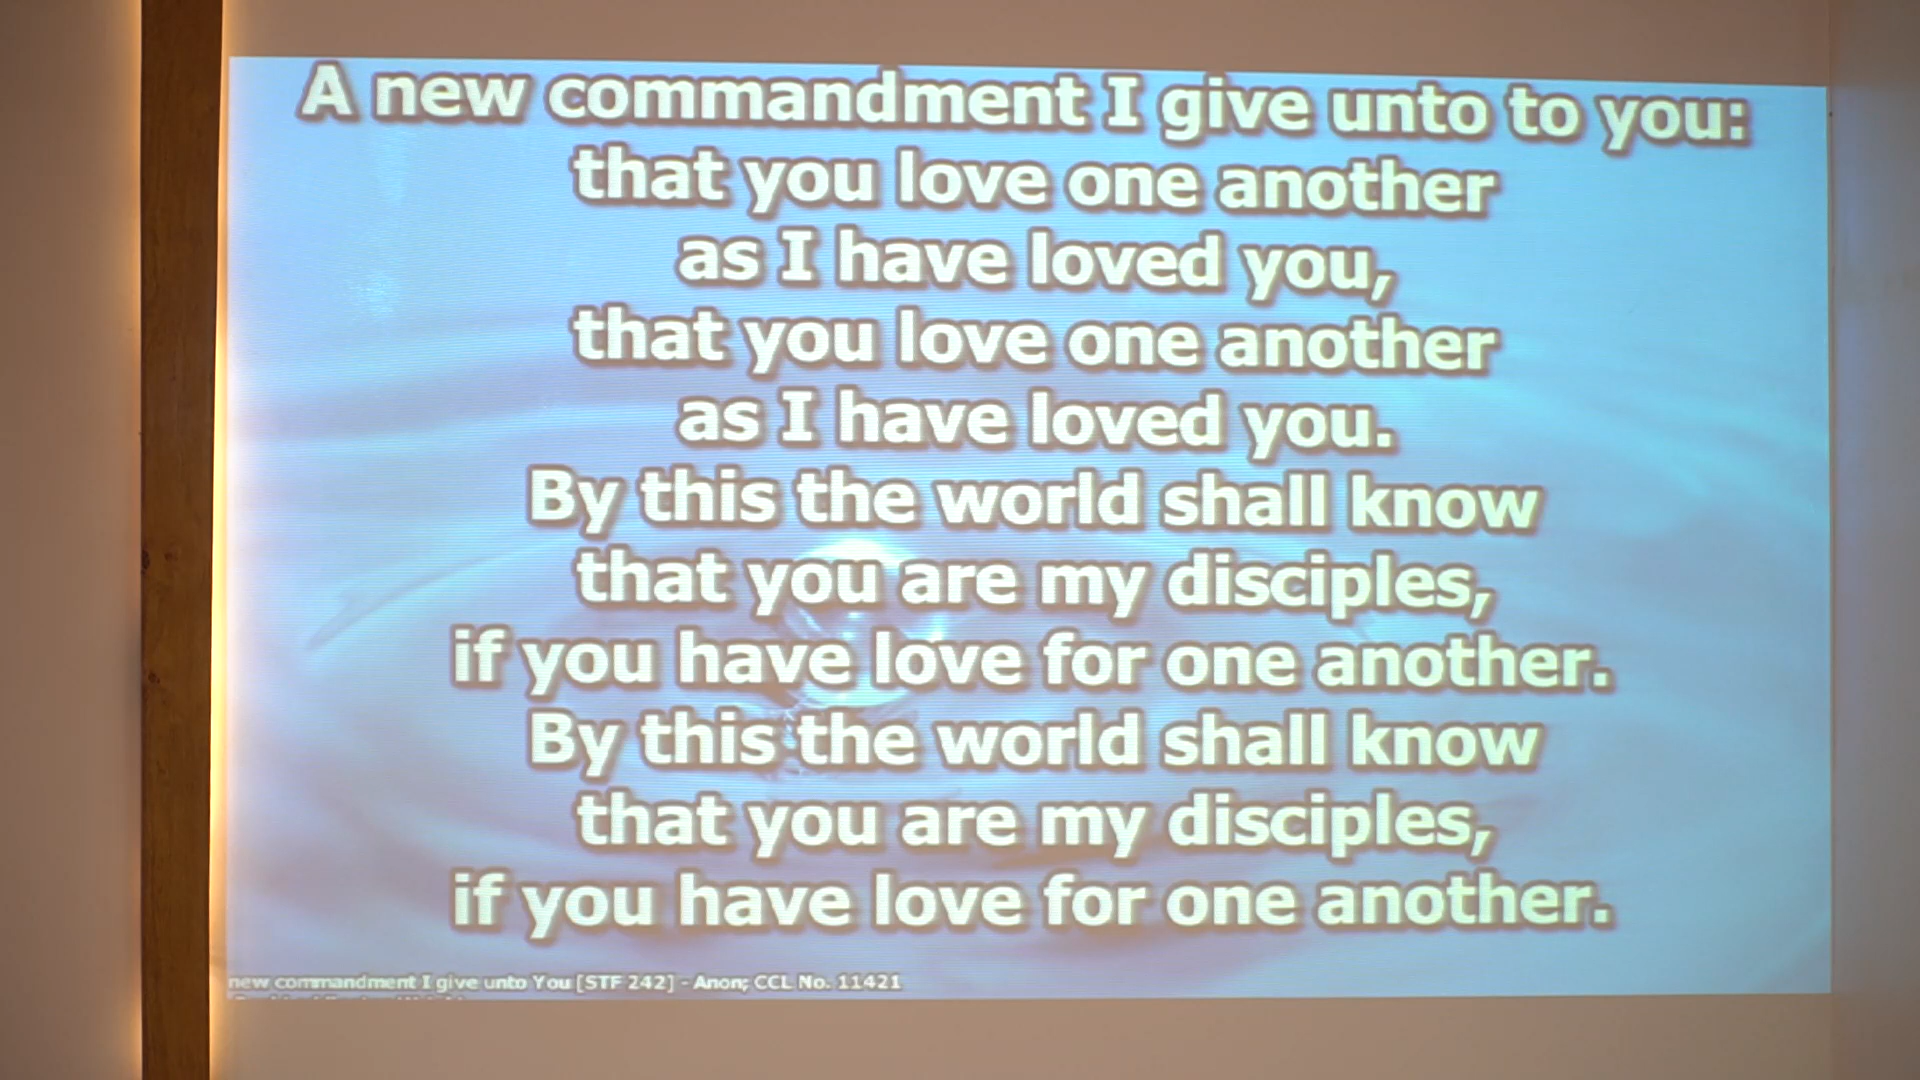 A new commandment I give unto to you:
that you love one another
as I have loved you,
that you love one another
as I have loved you.
By this the world shall know
that you are my disciples,
if you have love for one another.
By this the world shall know
that you are my disciples,
if you have love for one another.
new commandment I give unto You [STF 242] - Anon; CCL No. 11421